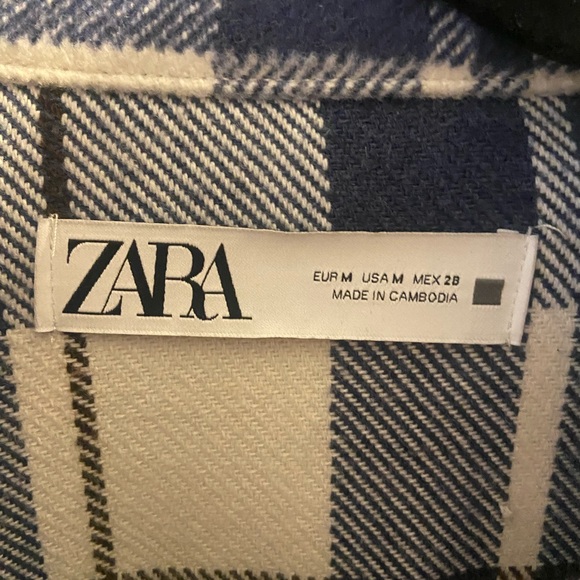 ZARA
EUR M USA M MEX 28
MADE IN CAMBODIA